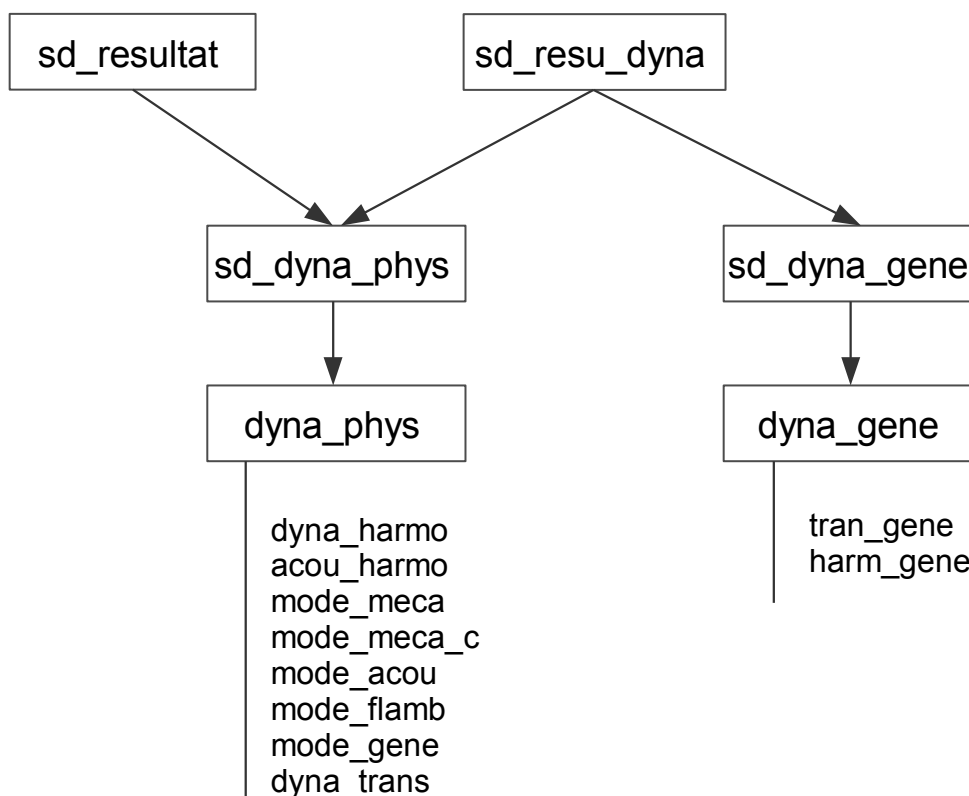 sd_resultat
sd_resu_dyna
sd_dyna_phys
sd_dyna_gene
dyna_phys
dyna_gene
dyna_harmo
acou_harmo
mode_meca
mode_meca_c
mode_acou
mode_flamb
mode_gene
dyna_trans
tran_gene
harm_gene